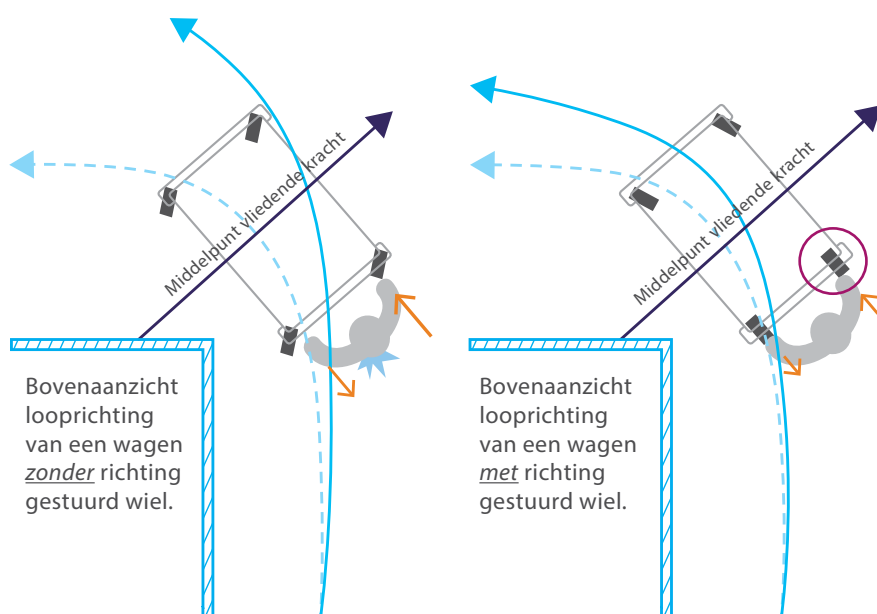 Middelpunt vliedende kracht
Bovenaanzicht
looprichting
van een wagen
zonder richting
gestuurd wiel.
Middelpunt vliedende kracht
Bovenaanzicht
looprichting
van een wagen
met richting
gestuurd wiel.